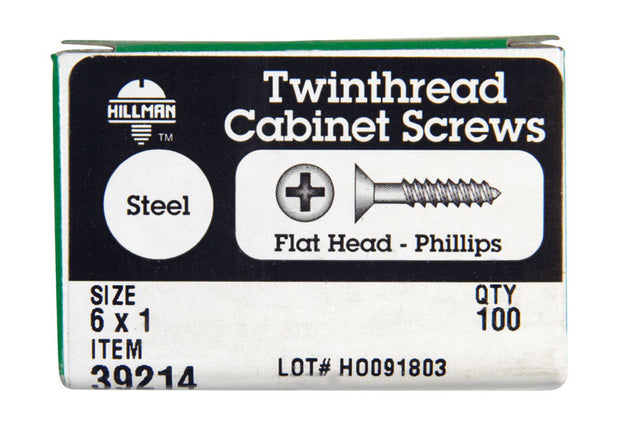 HILLMAN
TM
Twinthread
Cabinet Screws
Steel
Flat Head - Phillips
SIZE
6 x 1
QTY
100
ITEM
39214
LOT# HO091803